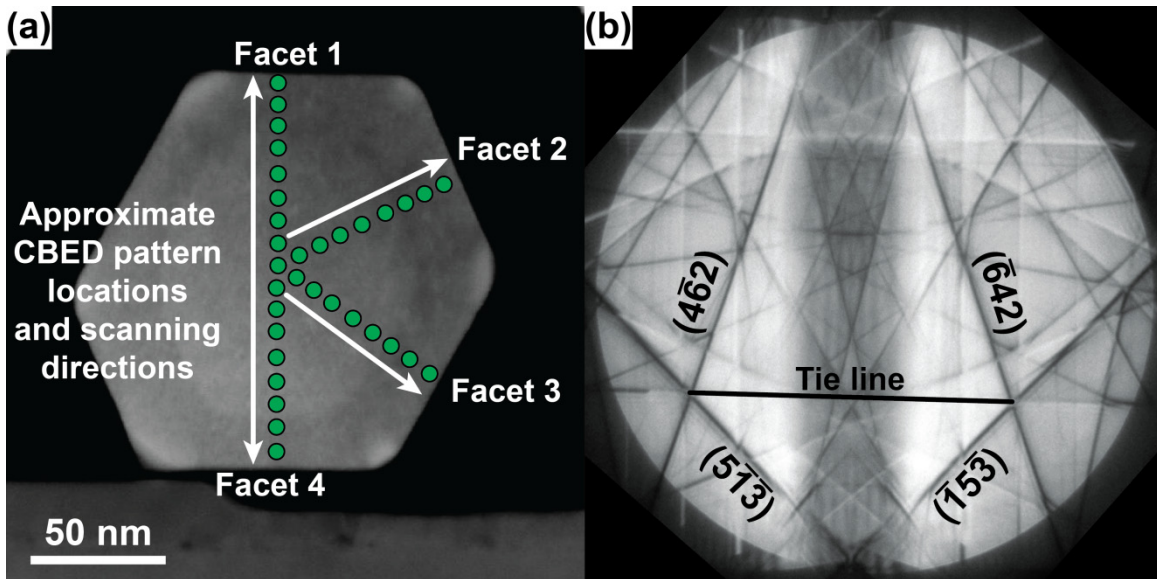 (a)
Facet 1
Facet 2
Approximate
CBED pattern
locations
and scanning
directions
Facet 3
Facet 4
50 nm
(b)
(46̅2)
(6̅42)
Tie line
(51̅3̅)
(1̅53̅)